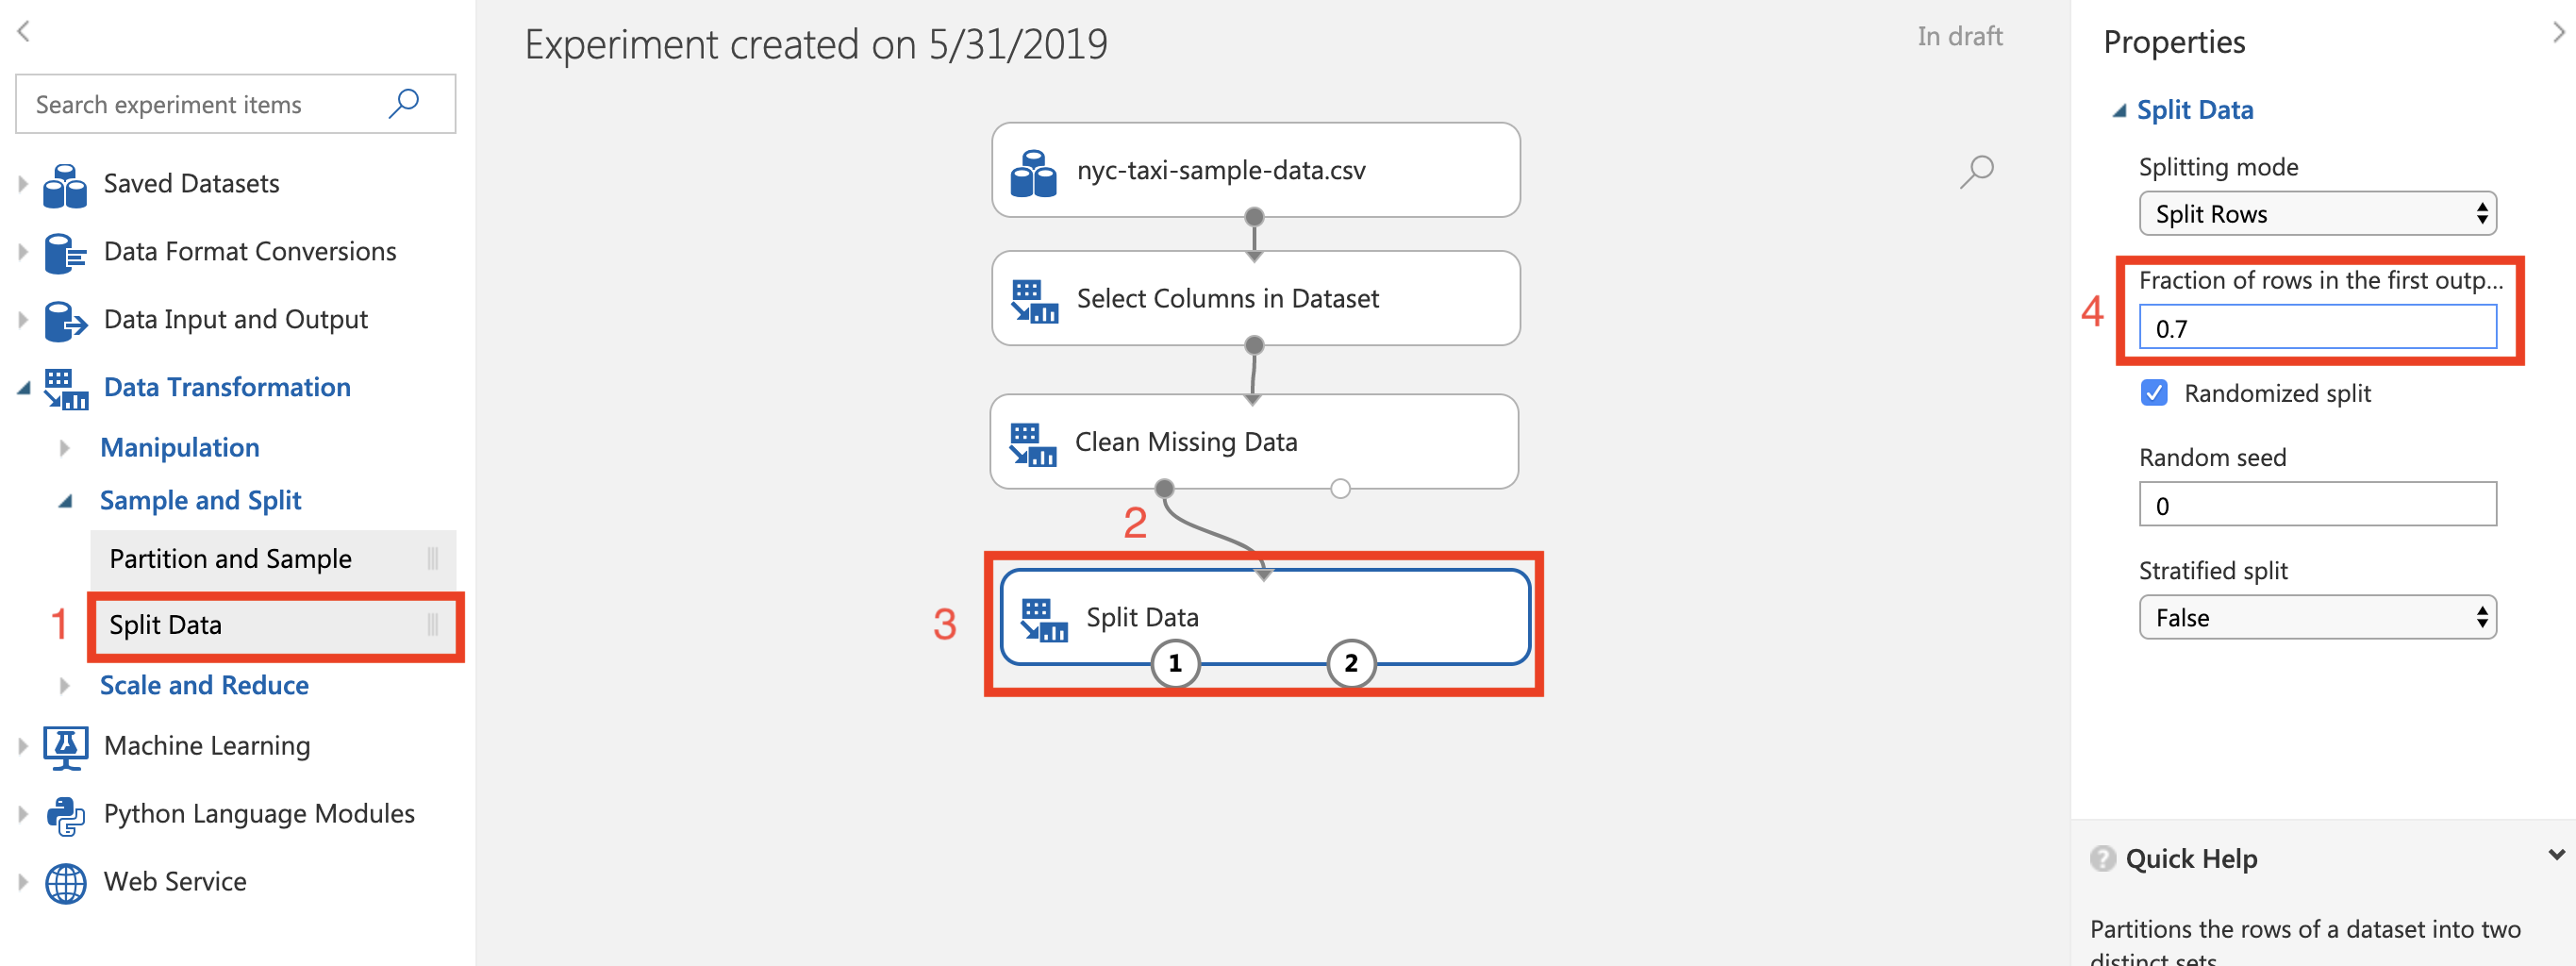 Search experiment items
Saved Datasets
Data Format Conversions
Data Input and Output
Data Transformation
Manipulation
Sample and Split
Partition and Sample
1
Split Data
Scale and Reduce
Machine Learning
Python Language Modules
Web Service
Experiment created on 5/31/2019
In draft
nyc-taxi-sample-data.csv
Select Columns in Dataset
Clean Missing Data
2
3
Split Data
1 2
Properties
Split Data
Splitting mode
Split Rows
4
Fraction of rows in the first outp...
0.7
Randomized split
Random seed
0
Stratified split
False
? Quick Help
Partitions the rows of a dataset into two
distinct sets